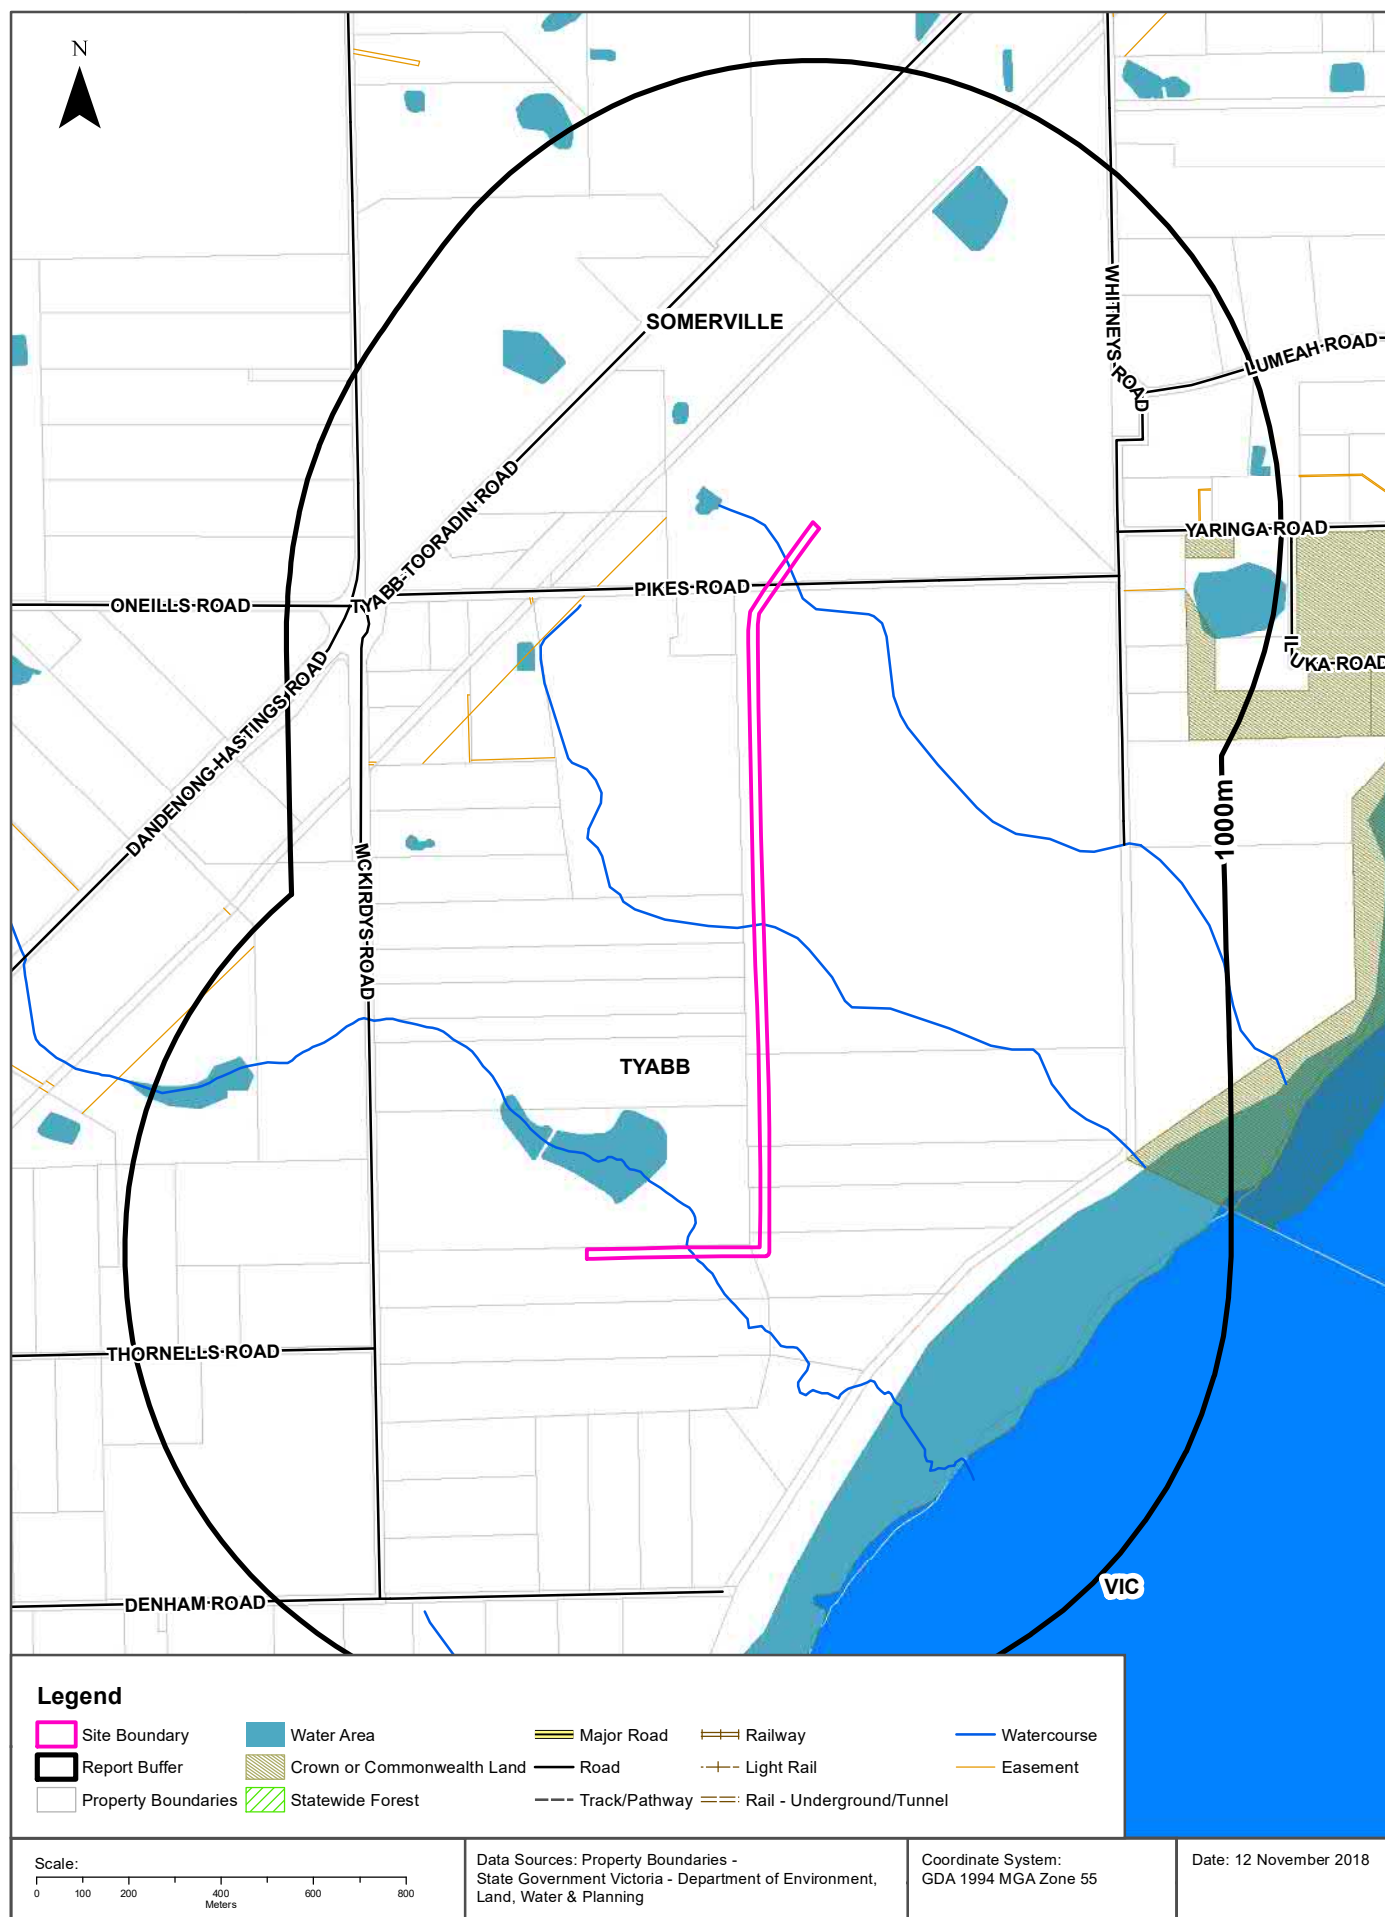 N
SOMERVILLE
WHITNEYS ROAD
LUMEAH ROAD
TYABB-TOORADIN ROAD
YARINGA ROAD
PIKES ROAD
ONEILLS ROAD
ILUKA ROAD
DANDENONG-HASTINGS ROAD
1000m
MCKIRDYS ROAD
TYABB
THORNELLS ROAD
VIC
DENHAM ROAD
Legend
Site Boundary
Water Area
Major Road
Railway
Watercourse
Report Buffer
Crown or Commonwealth Land
Road
Light Rail
Easement
Property Boundaries
Statewide Forest
Track/Pathway
Rail - Underground/Tunnel
Scale:
0 100 200 400 600 800
Meters
Data Sources: Property Boundaries -
State Government Victoria - Department of Environment,
Land, Water & Planning
Coordinate System:
GDA 1994 MGA Zone 55
Date: 12 November 2018